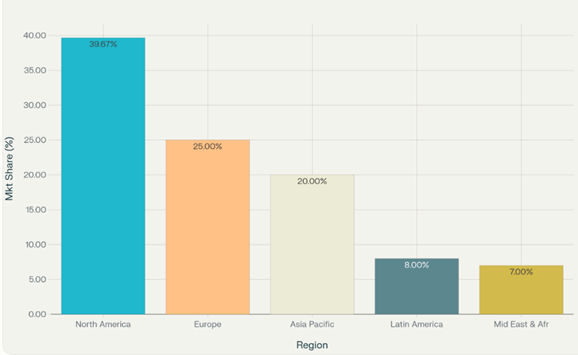 40.00
35.00
30.00
25.00
20.00
15.00
10.00
5.00
0.00
Mkt Share (%)
39.67%
25.00%
20.00%
8.00%
7.00%
North America
Europe
Asia Pacific
Latin America
Mid East & Afr
Region